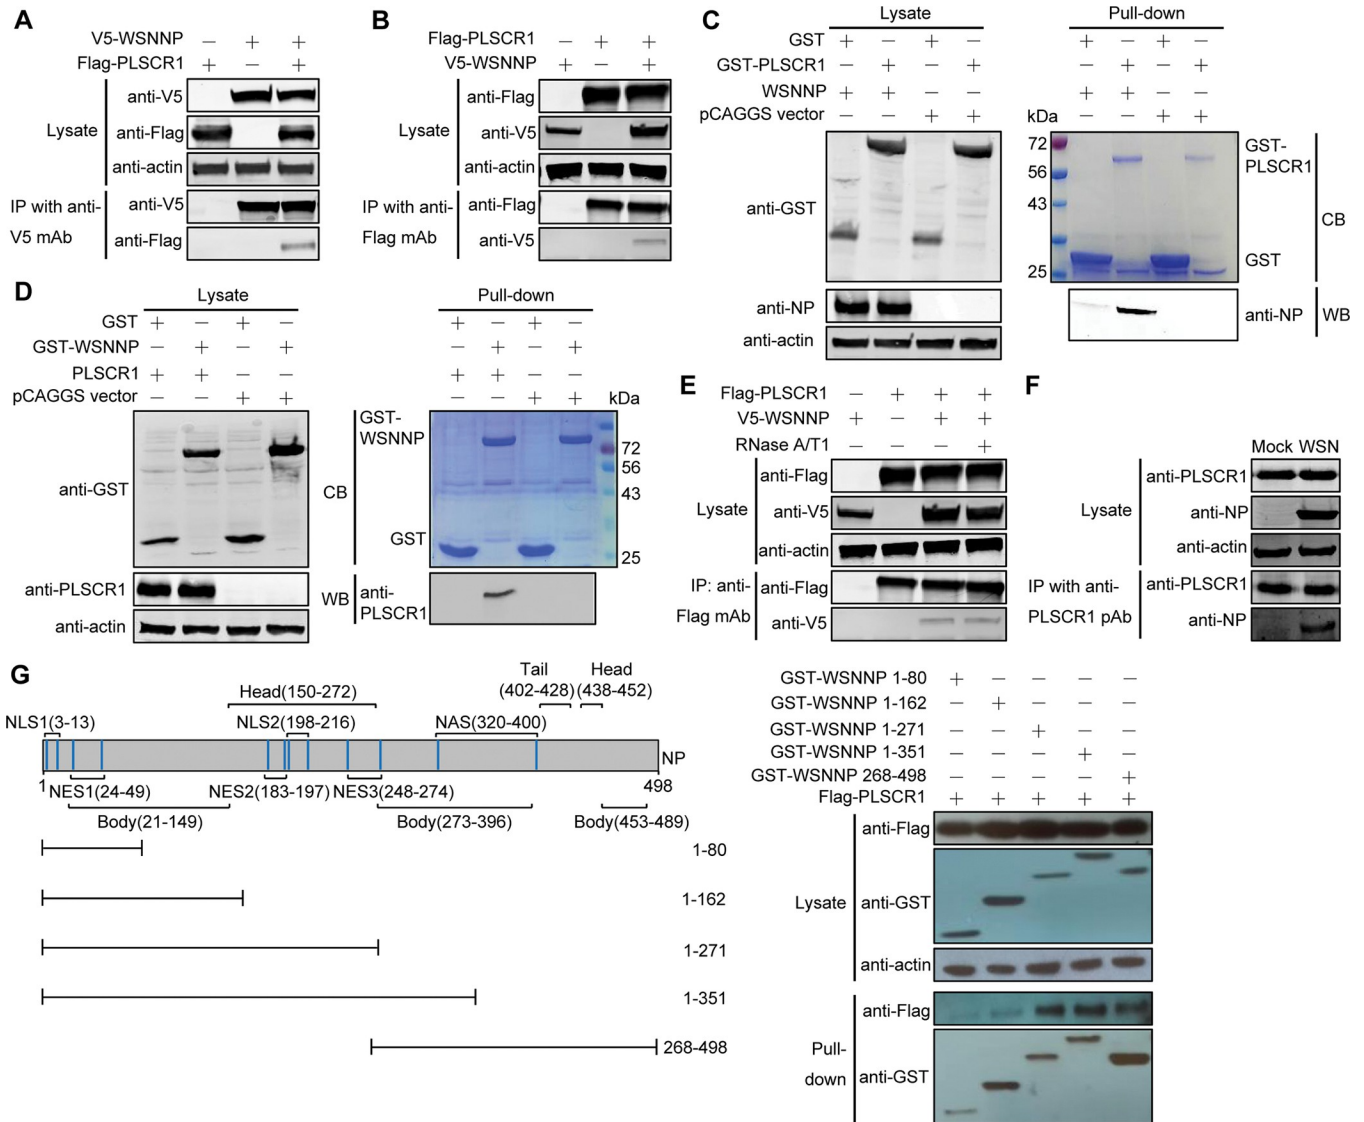 A
V5-WSNNP − + +
Flag-PLSCR1 + − +
Lysate
anti-V5
anti-Flag
anti-actin
IP with anti-
V5 mAb
anti-V5
anti-Flag
B
Flag-PLSCR1 − + +
V5-WSNNP + − +
Lysate
anti-Flag
anti-V5
anti-actin
IP with anti-
Flag mAb
anti-Flag
anti-V5
C
Lysate Pull-down
GST + − + − + − + −
GST-PLSCR1 − + − + − + − +
WSNNP + + − − + + − −
pCAGGS vector − − + + − − + +
kDa
72
56
43
25
anti-GST
GST-
PLSCR1
GST
CB
anti-NP
anti-actin
anti-NP
WB
D
Lysate Pull-down
GST + − + − + − + −
GST-WSNNP − + − + − + − +
PLSCR1 + + − − + + − −
pCAGGS vector − − + + − − + +
kDa
anti-GST
CB
GST-
WSNNP
GST
72
56
43
25
anti-PLSCR1
anti-actin
WB
anti-
PLSCR1
E
Flag-PLSCR1 − + + +
V5-WSNNP + − + +
RNase A/T1 − − − +
Lysate
anti-Flag
anti-V5
anti-actin
IP: anti-
Flag mAb
anti-Flag
anti-V5
F
Mock WSN
Lysate
anti-PLSCR1
anti-NP
anti-actin
IP with anti-
PLSCR1 pAb
anti-PLSCR1
anti-NP
G
Tail
(402-428)
Head
(438-452)
Head(150-272)
NLS1(3-13)
NLS2(198-216)
NAS(320-400)
NP
1
498
NES1(24-49)
NES2(183-197)
NES3(248-274)
Body(21-149)
Body(273-396)
Body(453-489)
1-80
1-162
1-271
1-351
268-498
GST-WSNNP 1-80 + − − − −
GST-WSNNP 1-162 − + − − −
GST-WSNNP 1-271 − − + − −
GST-WSNNP 1-351 − − − + −
GST-WSNNP 268-498 − − − − +
Flag-PLSCR1 + + + + +
Lysate
anti-Flag
anti-GST
anti-actin
Pull-
down
anti-Flag
anti-GST